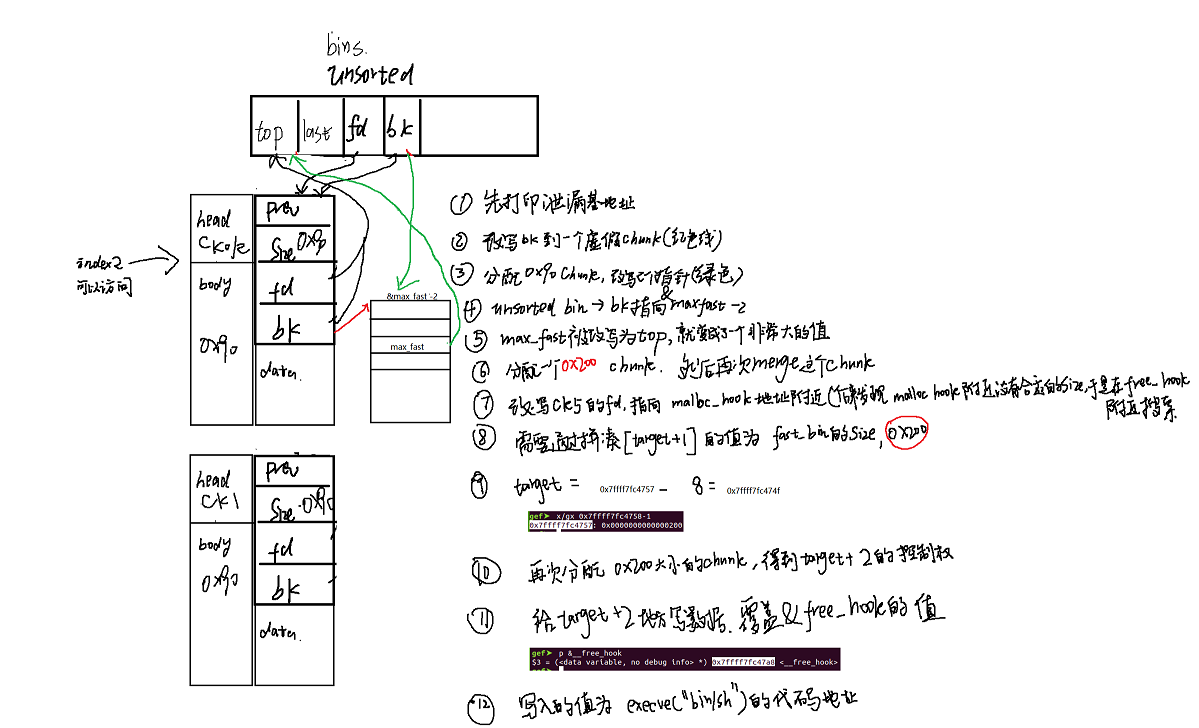 bins.
unsorted
top last fd bk
head
ck0/2
body
0x90
prev
size 0x90
fd
bk
data
index2
可以访问
&max_fast -2
max_fast
① 先打印泄漏基地址
② 改写bk到一个虚假chunk(红色线)
③ 分配0x90 chunk, 改写 指针(绿色)
④ unsorted bin → bk指向&maxfast -2
⑤ max_fast被改写为top, 就变成了一个非常大的值
⑥ 分配一个0x200 chunk. 然后再次merge这个chunk
⑦ 改写ck5的fd, 指向 malloc_hook地址附近 (后来发现 malloc hook附近没有合适的size, 于是在free_hook
附近搜索
⑧ 需要通过拼凑[target+1]的值为 fast_bin的size, 0x200
⑨ target = 0x7ffff7fc4757 - 8 = 0x7ffff7fc474f
gef➤ x/gx 0x7ffff7fc4758-1
0x7ffff7fc4757: 0x0000000000000200
⑩ 再次分配 0x200大小的chunk, 得到target+2的控制权
⑪ 给target+2地方写数据. 覆盖&free_hook的值
gef➤ p &__free_hook
$3 = (<data variable, no debug info> *) 0x7ffff7fc47a8 <__free_hook>
⑫ 写入的值为 execve("bin/sh")的代码地址
head
ck1
body
0x90
prev
size 0x90
fd
bk
data